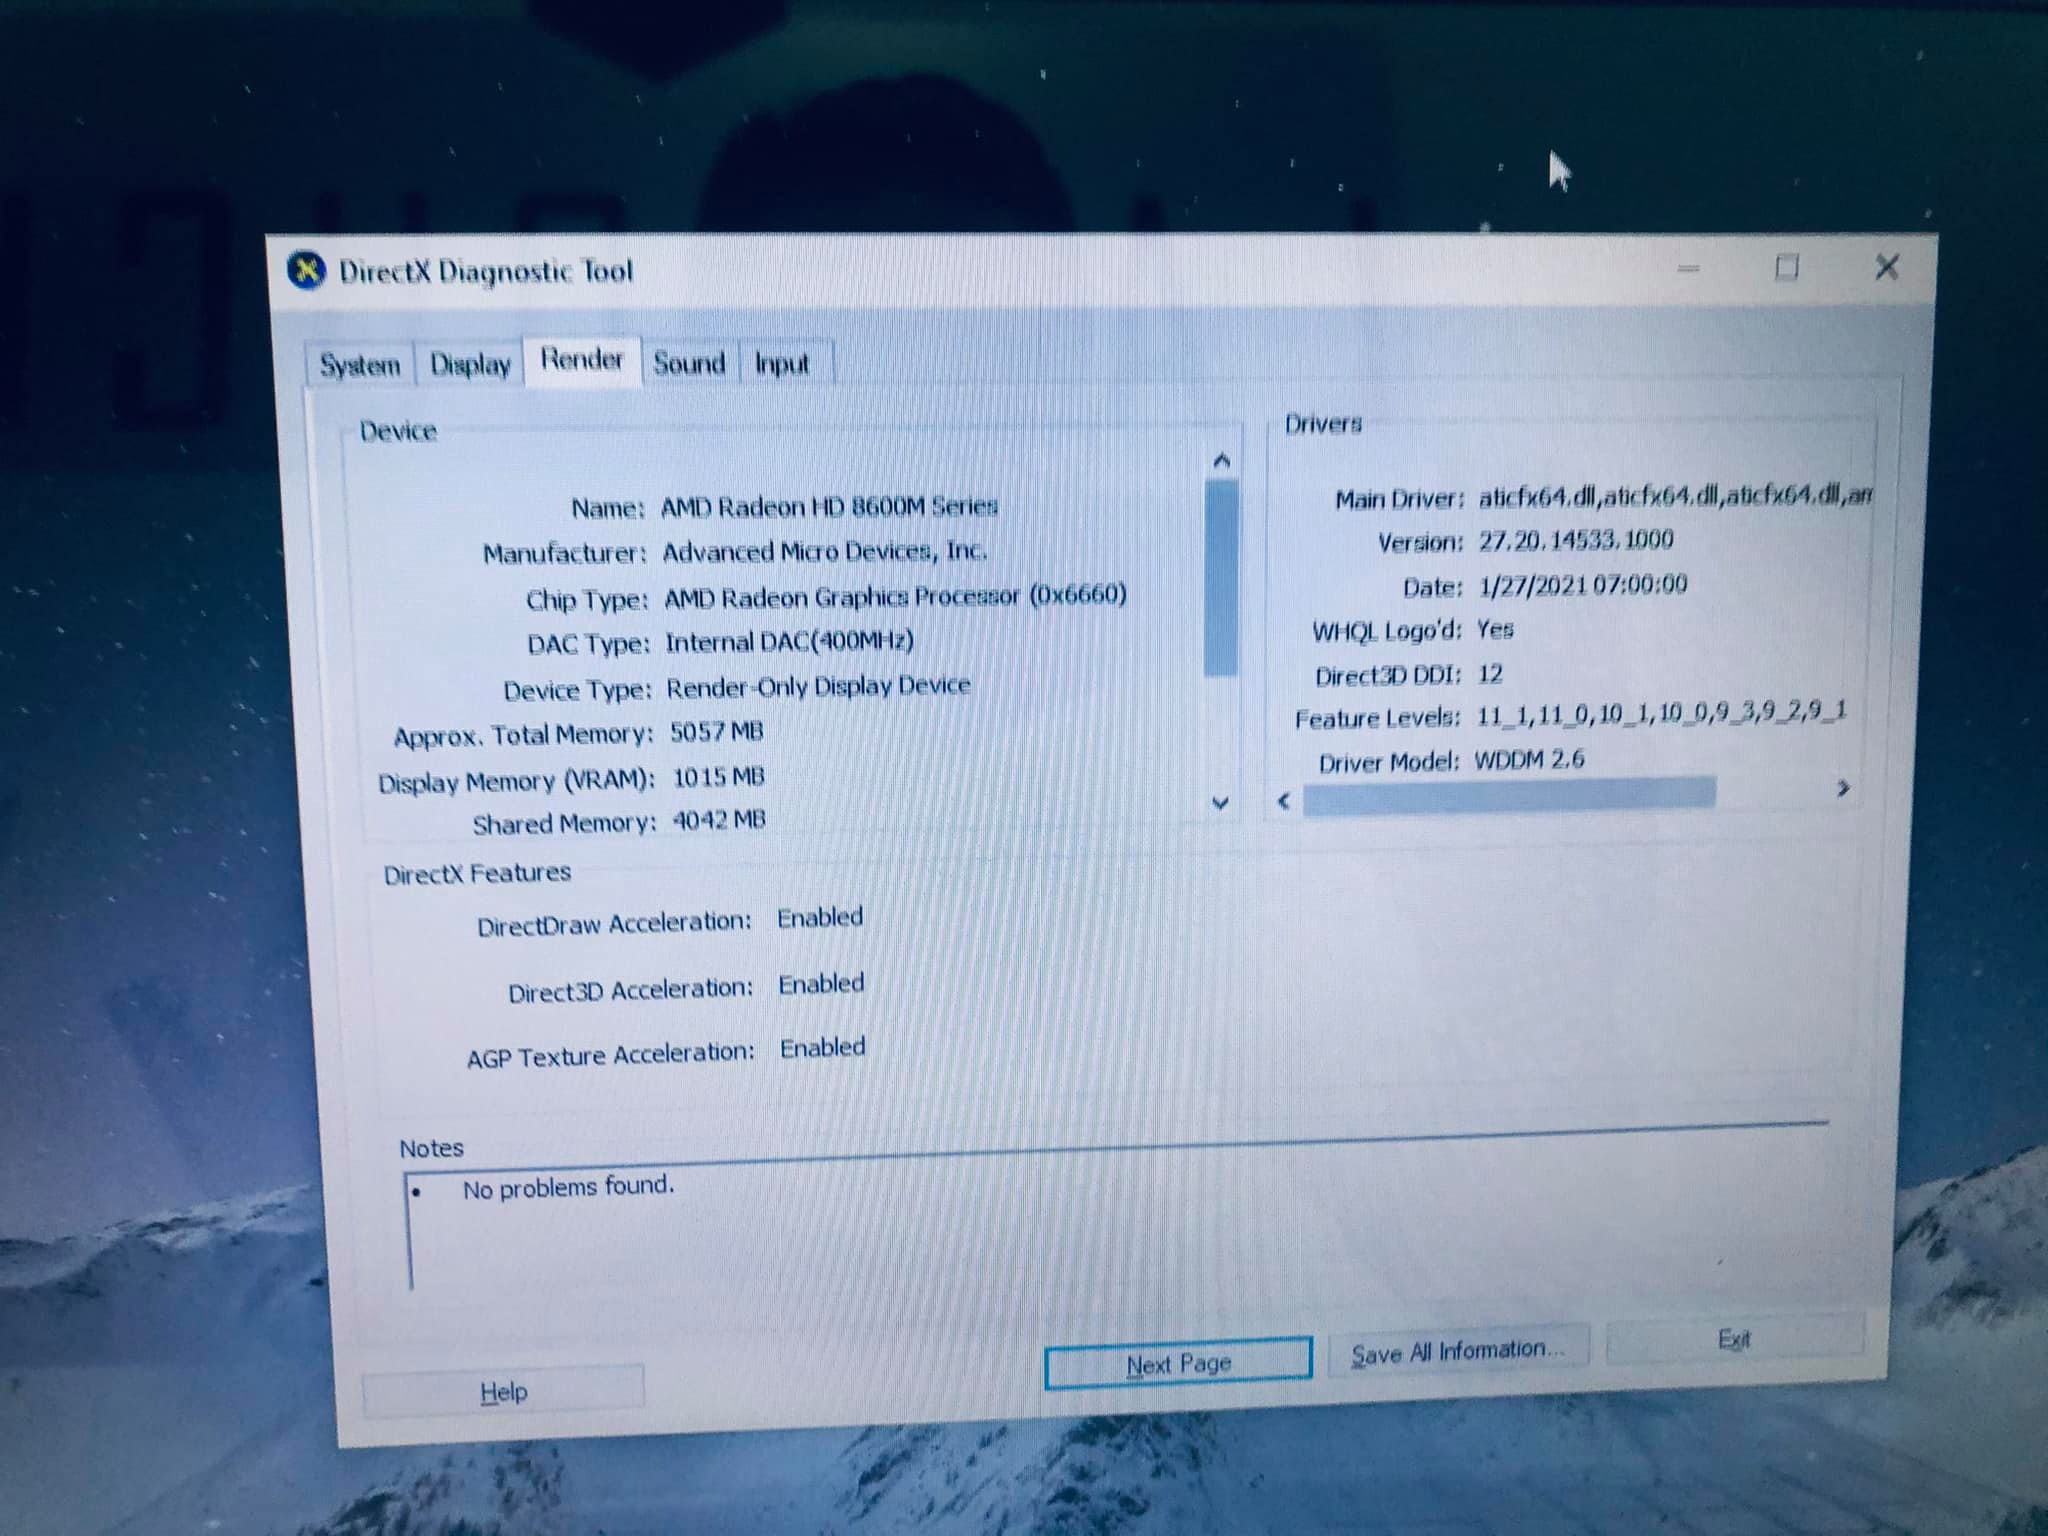 DirectX Diagnostic Tool
System Display Render Sound Input
Device
Name: AMD Radeon HD 8600M Series
Manufacturer: Advanced Micro Devices, Inc.
Chip Type: AMD Radeon Graphics Processor (0x6660)
DAC Type: Internal DAC(400MHz)
Device Type: Render-Only Display Device
Approx. Total Memory: 5057 MB
Display Memory (VRAM): 1015 MB
Shared Memory: 4042 MB
Drivers
Main Driver: aticfx64.dll,aticfx64.dll,aticfx64.dll,am
Version: 27.20.14533.1000
Date: 1/27/2021 07:00:00
WHQL Logo'd: Yes
Direct3D DDI: 12
Feature Levels: 11_1,11_0,10_1,10_0,9_3,9_2,9_1
Driver Model: WDDM 2.6
DirectX Features
DirectDraw Acceleration: Enabled
Direct3D Acceleration: Enabled
AGP Texture Acceleration: Enabled
Notes
• No problems found.
Help
Next Page
Save All Information...
Exit